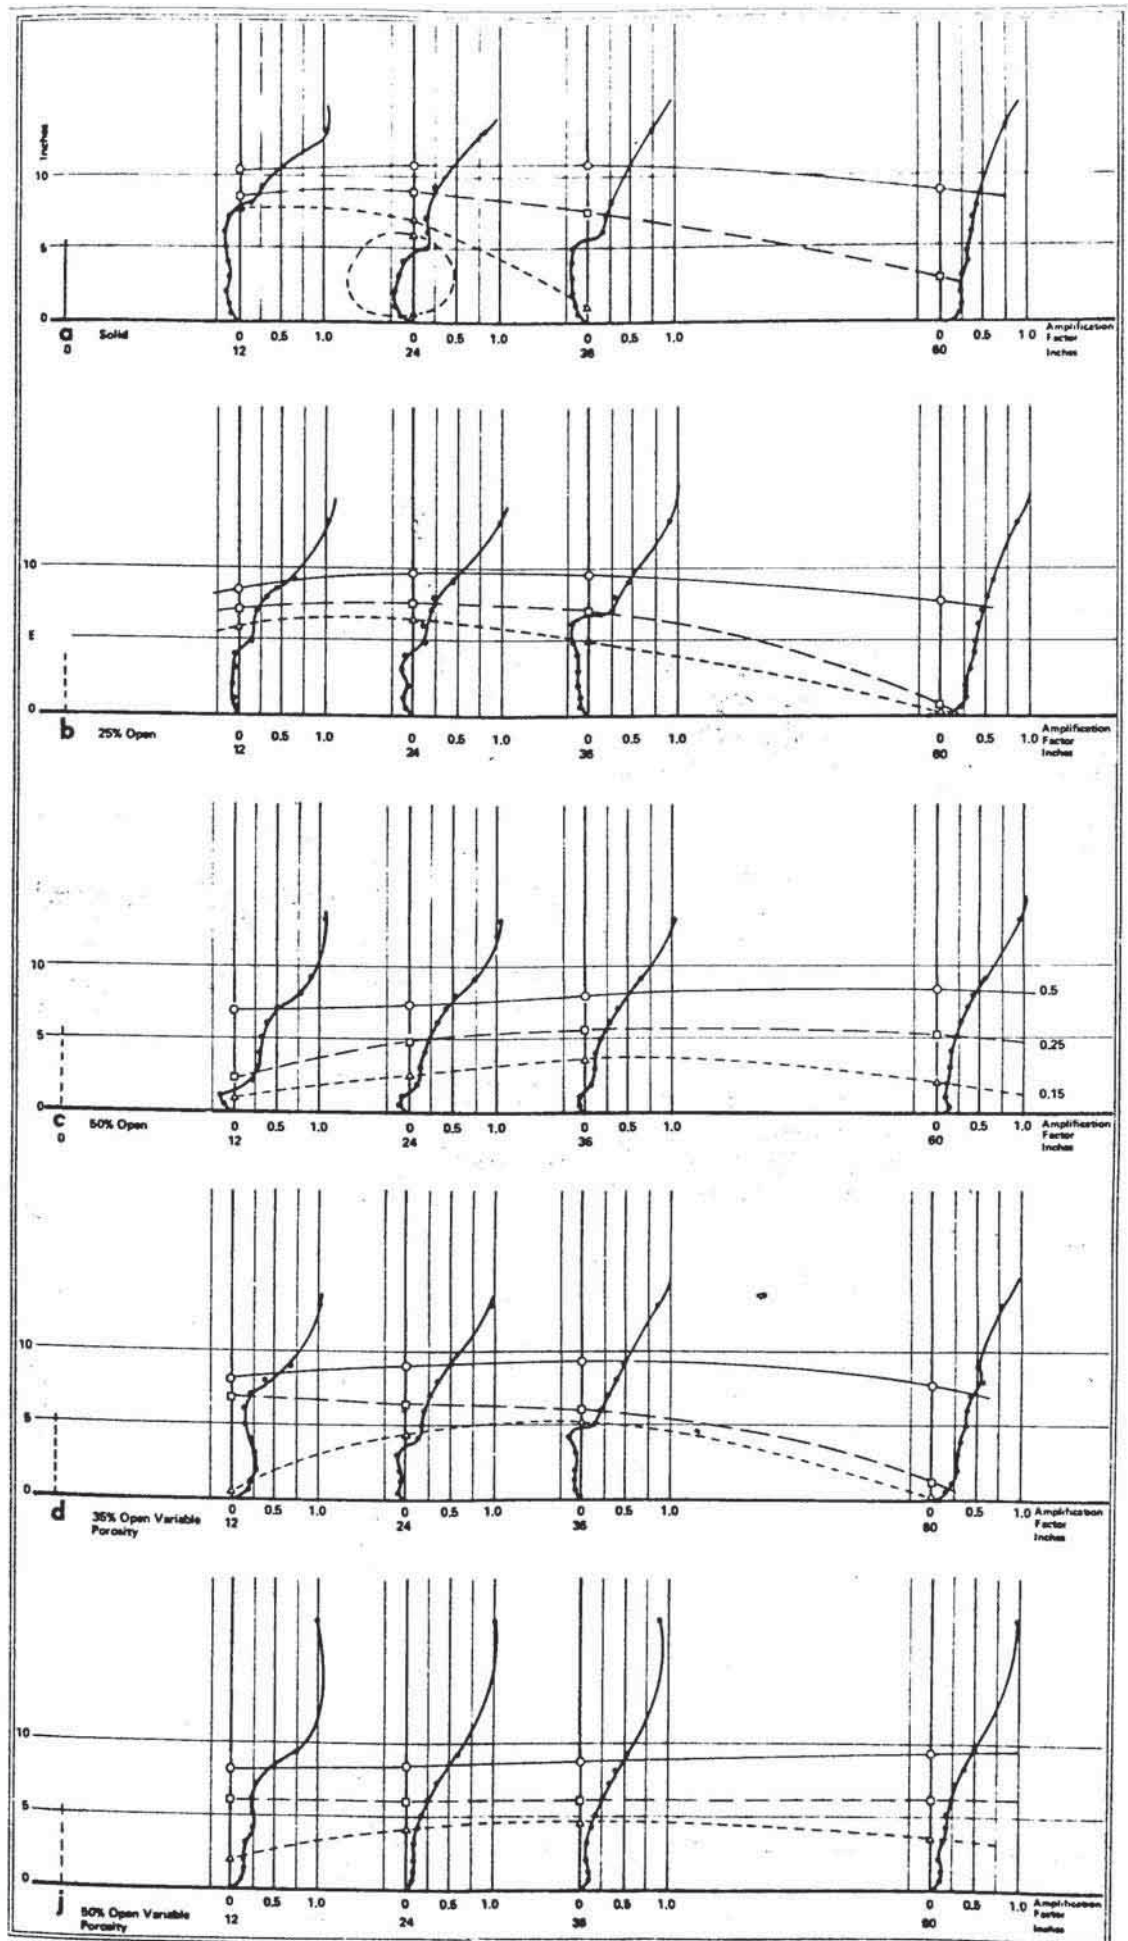 Inches
10
5
0
a Solid 0 0.5 1.0 0 0.5 1.0 0 0.5 1.0 0 0.5 1 0 Amplification
Factor
0 12 24 36 60 Inches
10
E
0
b 25% Open 0 0.5 1.0 0 0.5 1.0 0 0.5 1.0 0 0.5 1.0 Amplification
Factor
12 24 36 60 Inches
10
0.5
5
0.25
0.15
0
c 50% Open 0 0.5 1.0 0 0.5 1.0 0 0.5 1.0 0 0.5 1.0 Amplification
Factor
0 12 24 36 60 Inches
10
5
0
d 35% Open Variable 0 0.5 1.0 0 0.5 1.0 0 0.5 1.0 0 0.5 1.0 Amplification
Porosity 12 24 36 60 Factor
Inches
10
5
0
j 50% Open Variable 0 0.5 1.0 0 0.5 1.0 0 0.5 1.0 0 0.5 1.0 Amplification
Porosity 12 24 36 60 Factor
Inches